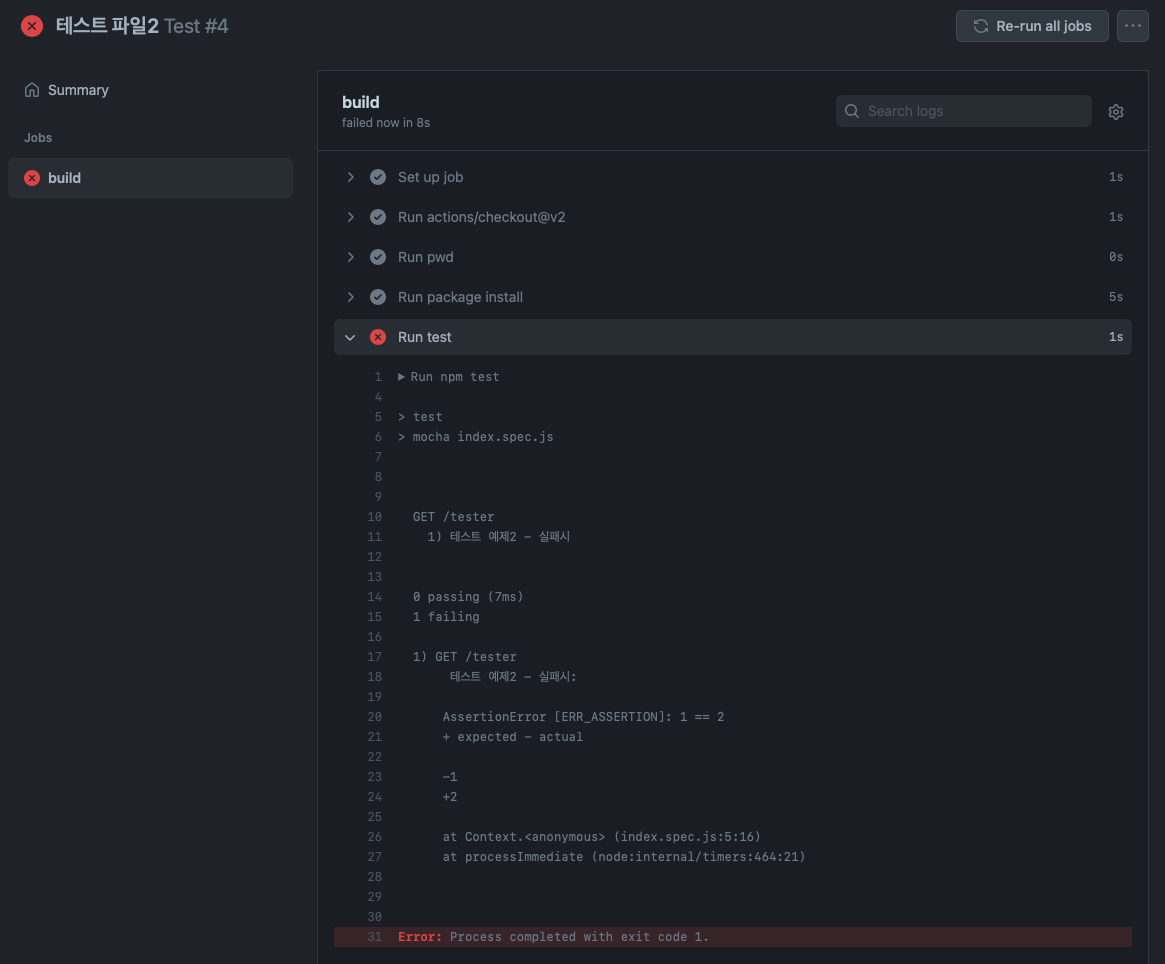 테스트 파일2 Test #4
Re-run all jobs
Summary
Jobs
build
build
failed now in 8s
Search logs
Set up job 1s
Run actions/checkout@v2 1s
Run pwd 0s
Run package install 5s
Run test 1s
1 ▶ Run npm test
4
5 > test
6 > mocha index.spec.js
7
8
9
10 GET /tester
11 1) 테스트 예제2 - 실패시
12
13
14 0 passing (7ms)
15 1 failing
16
17 1) GET /tester
18 테스트 예제2 - 실패시:
19
20 AssertionError [ERR_ASSERTION]: 1 == 2
21 + expected - actual
22
23 -1
24 +2
25
26 at Context.<anonymous> (index.spec.js:5:16)
27 at processImmediate (node:internal/timers:464:21)
28
29
30
31 Error: Process completed with exit code 1.